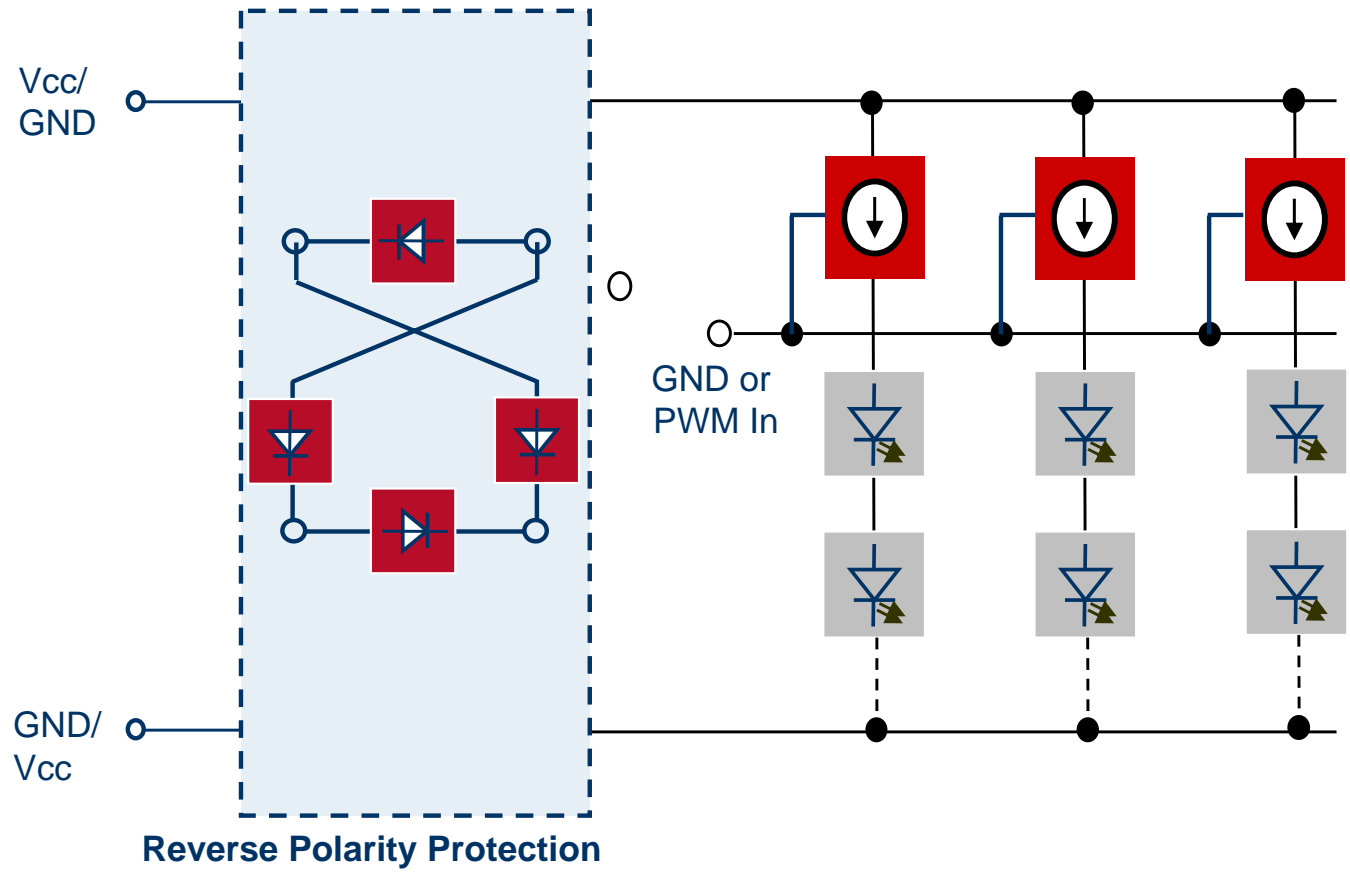 Vcc/
GND
GND or
PWM In
GND/
Vcc
Reverse Polarity Protection